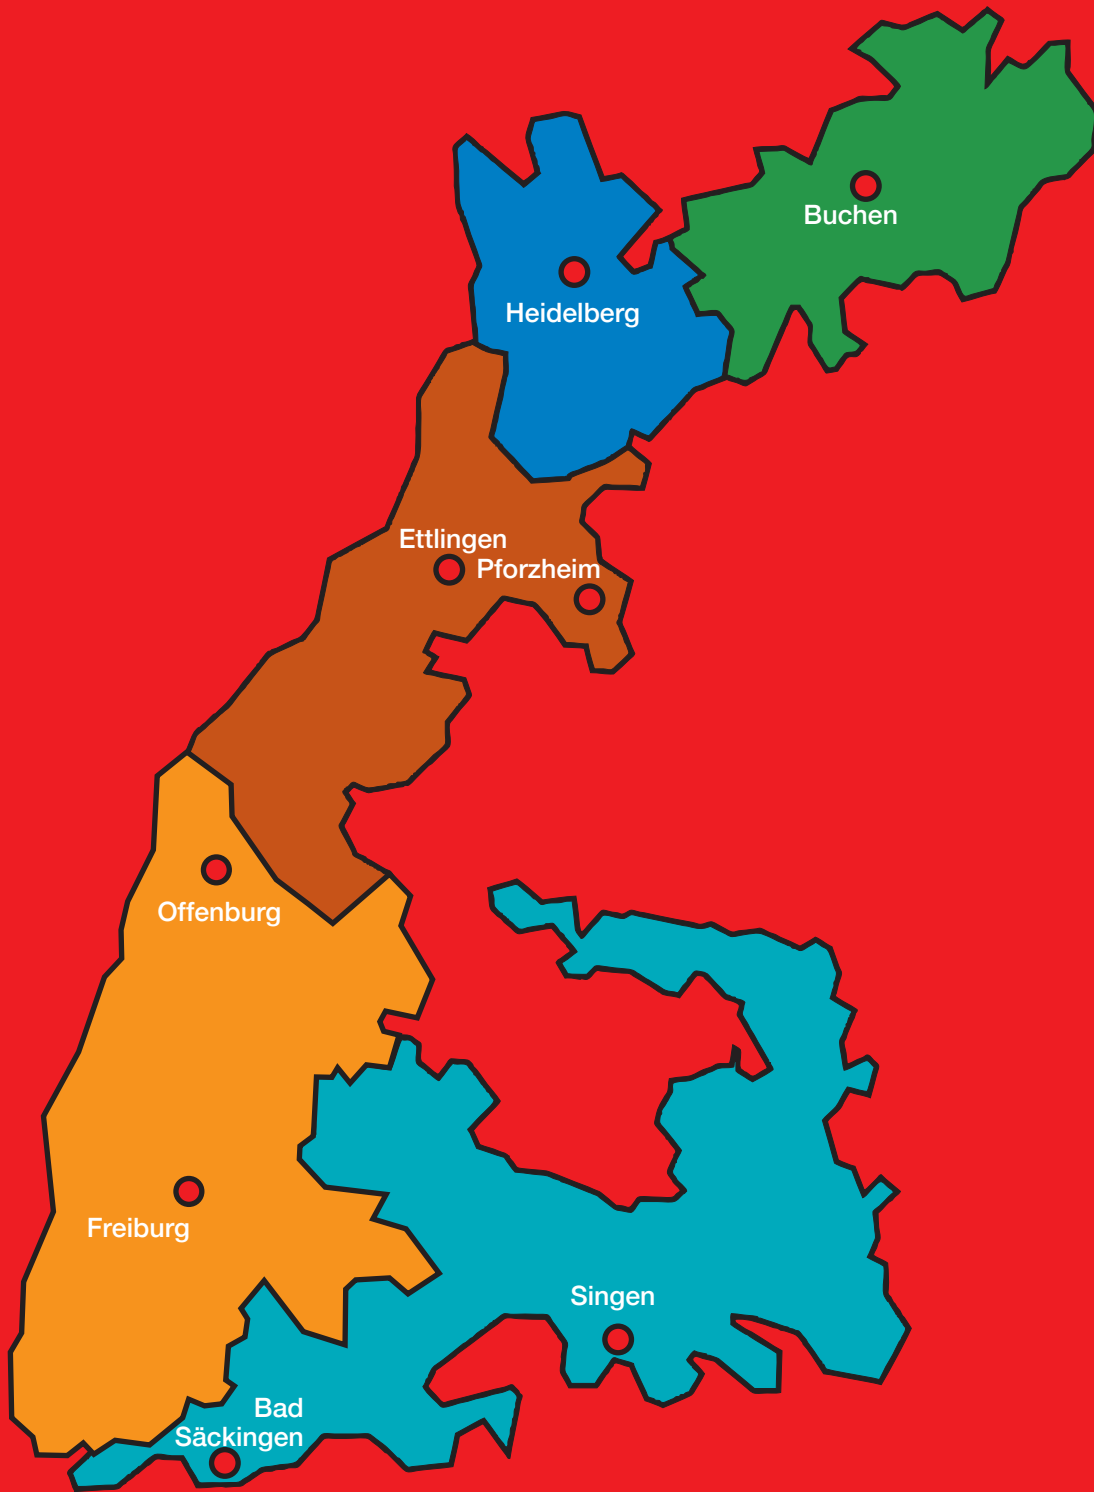 Buchen
Heidelberg
Ettlingen
Pforzheim
Offenburg
Freiburg
Singen
Bad
Säckingen